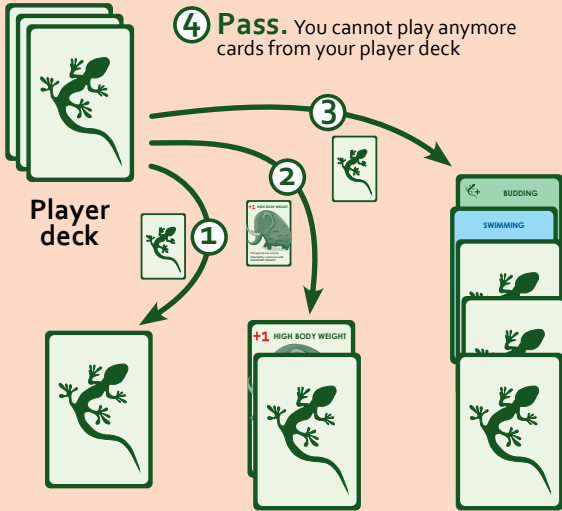 4 Pass. You cannot play anymore
cards from your player deck
3
BUDDING
2
SWIMMING
Player
deck
1
+1 HIGH BODY WEIGHT
+1 HIGH BODY WEIGHT